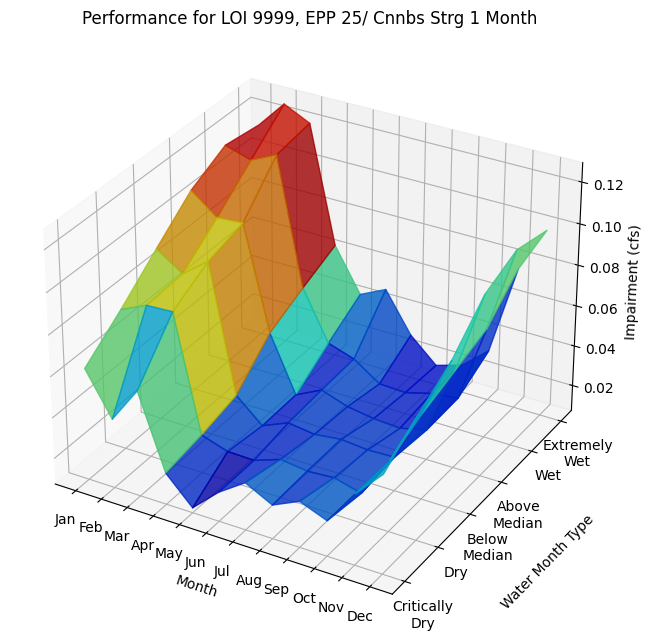 Performance for LOI 9999, EPP 25/ Cnnbs Strg 1 Month
0.12
0.10
0.08
0.06
0.04
0.02
Impairment (cfs)
Extremely
Wet
Wet
Above
Median
Below
Median
Dry
Critically
Dry
Water Month Type
Jan
Feb
Mar
Apr
May
Jun
Jul
Aug
Sep
Oct
Nov
Dec
Month